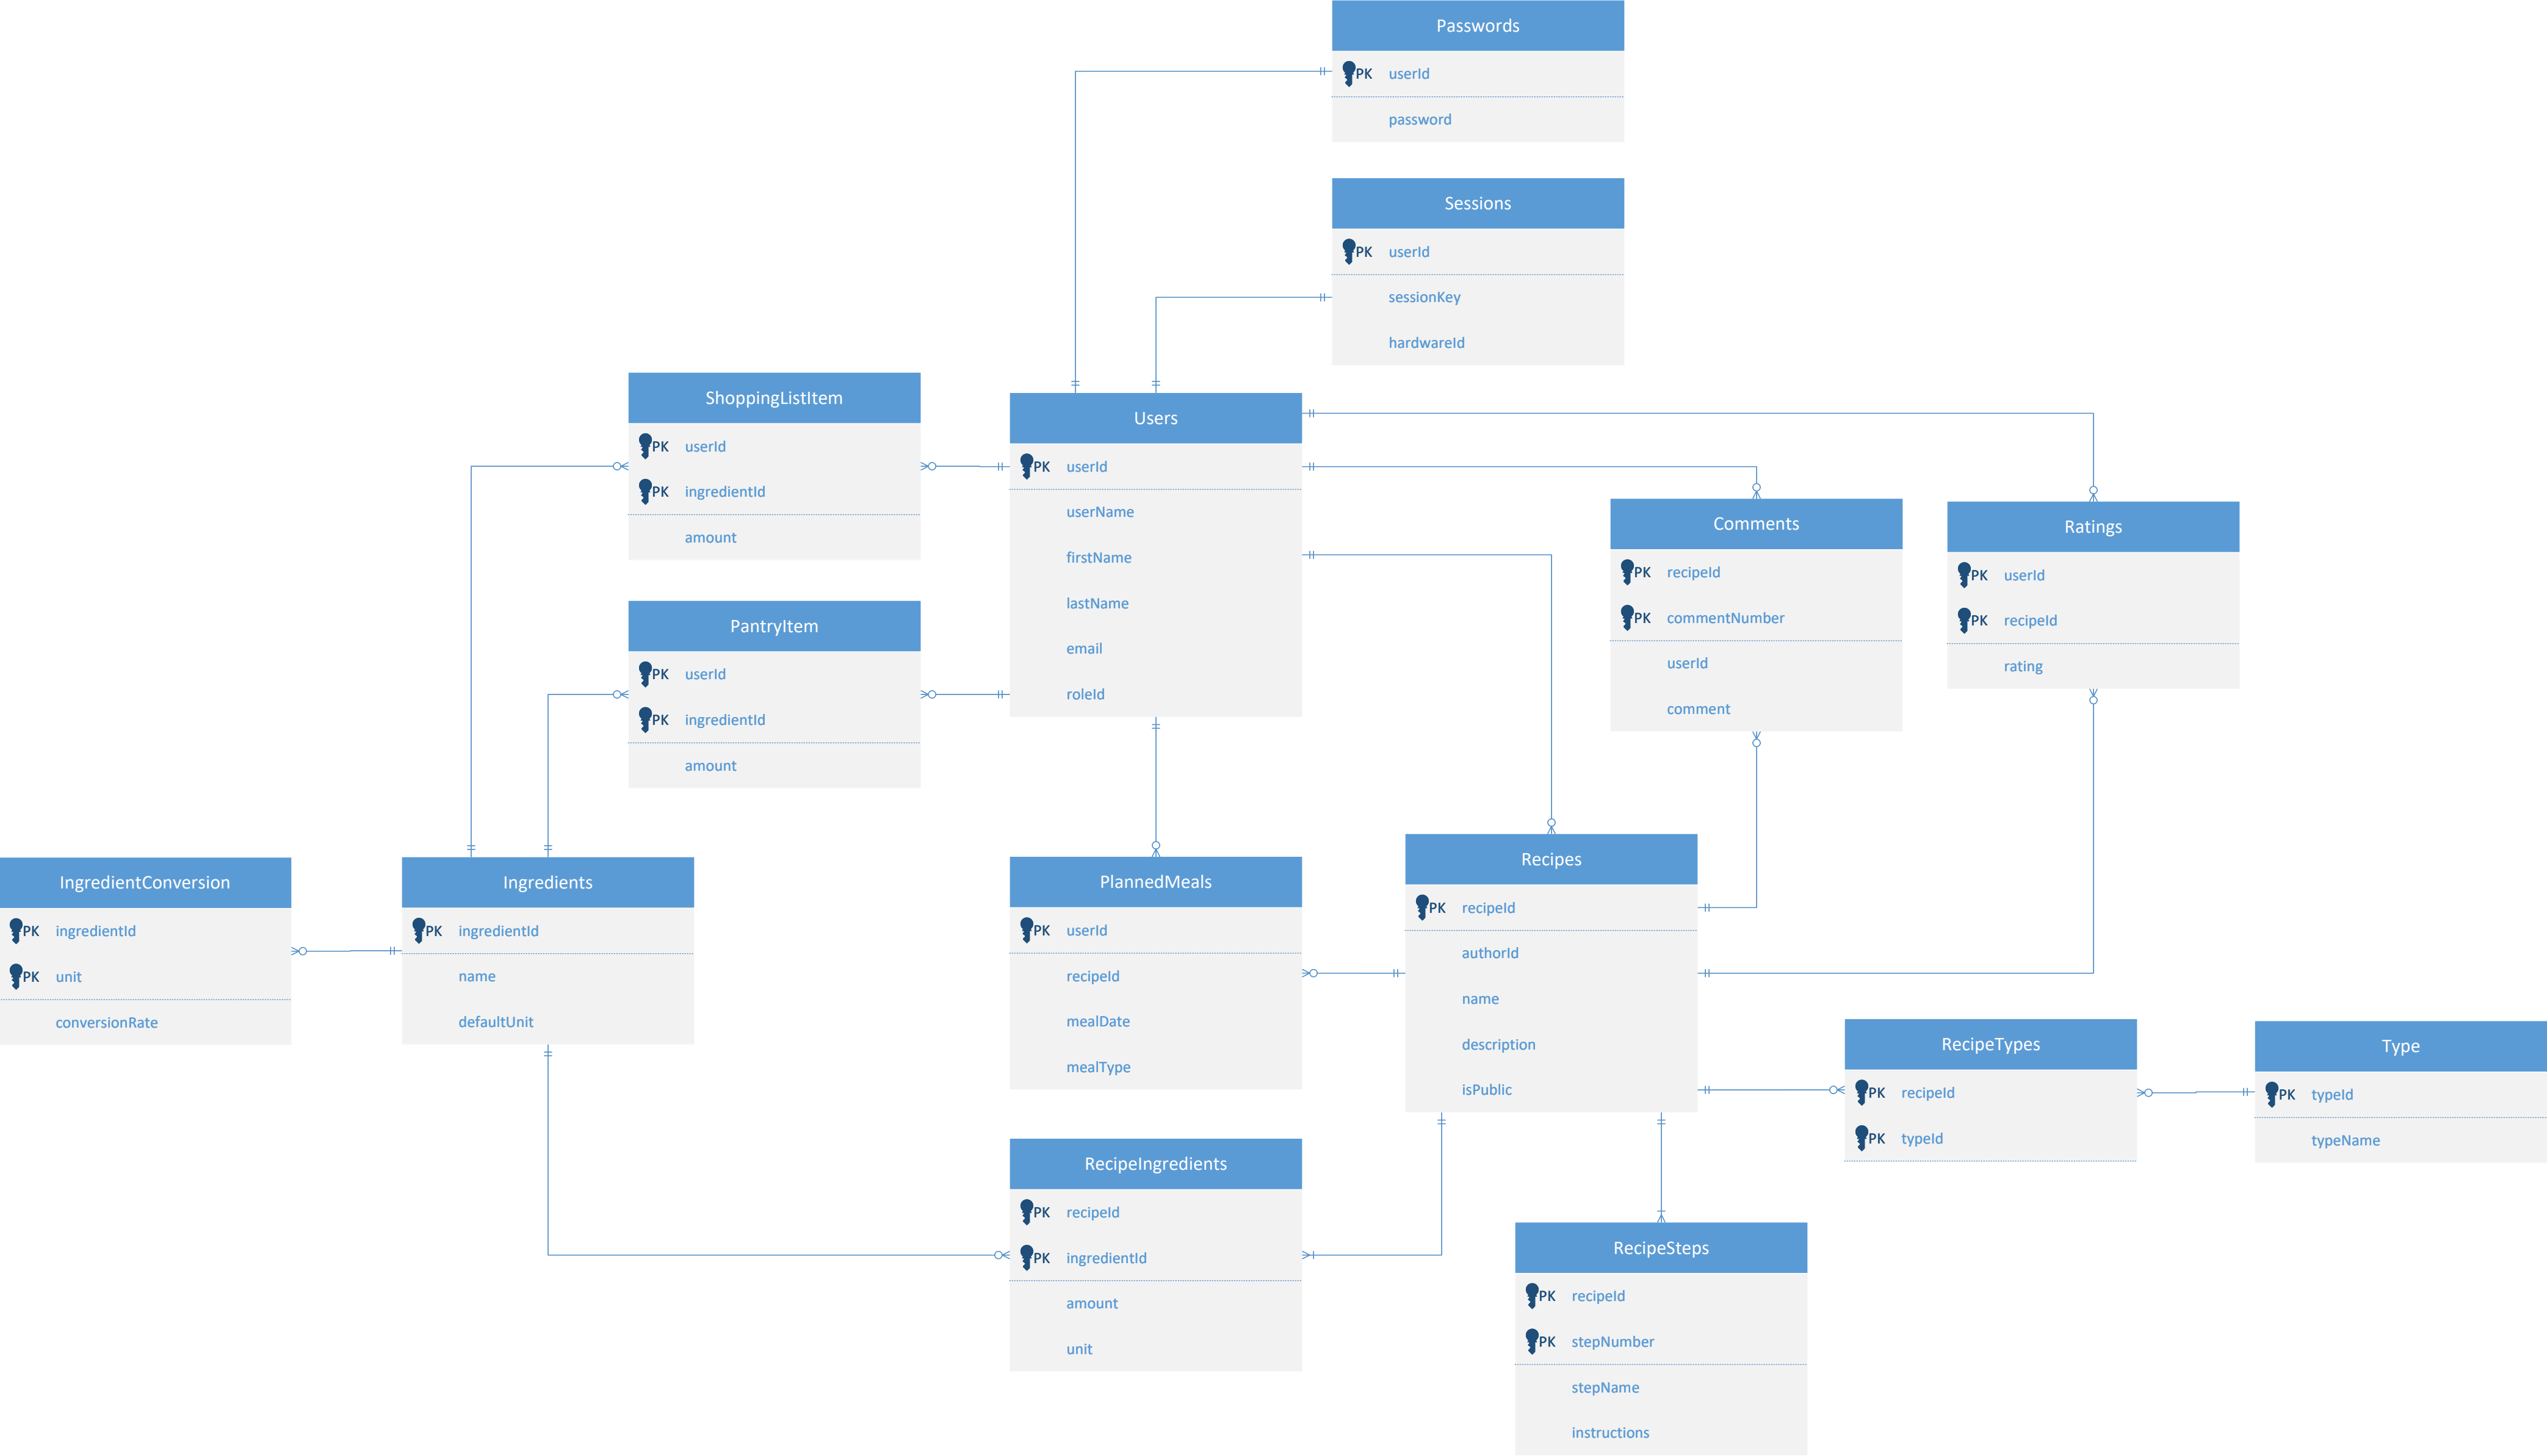 Passwords
PK userId
password
Sessions
PK userId
sessionKey
hardwareId
ShoppingListItem
PK userId
PK ingredientId
amount
Users
PK userId
userName
firstName
lastName
email
roleId
Comments
PK recipeId
PK commentNumber
userId
comment
Ratings
PK userId
PK recipeId
rating
PantryItem
PK userId
PK ingredientId
amount
IngredientConversion
PK ingredientId
PK unit
conversionRate
Ingredients
PK ingredientId
name
defaultUnit
PlannedMeals
PK userId
recipeId
mealDate
mealType
Recipes
PK recipeId
authorId
name
description
isPublic
RecipeTypes
PK recipeId
PK typeId
Type
PK typeId
typeName
RecipeIngredients
PK recipeId
PK ingredientId
amount
unit
RecipeSteps
PK recipeId
PK stepNumber
stepName
instructions